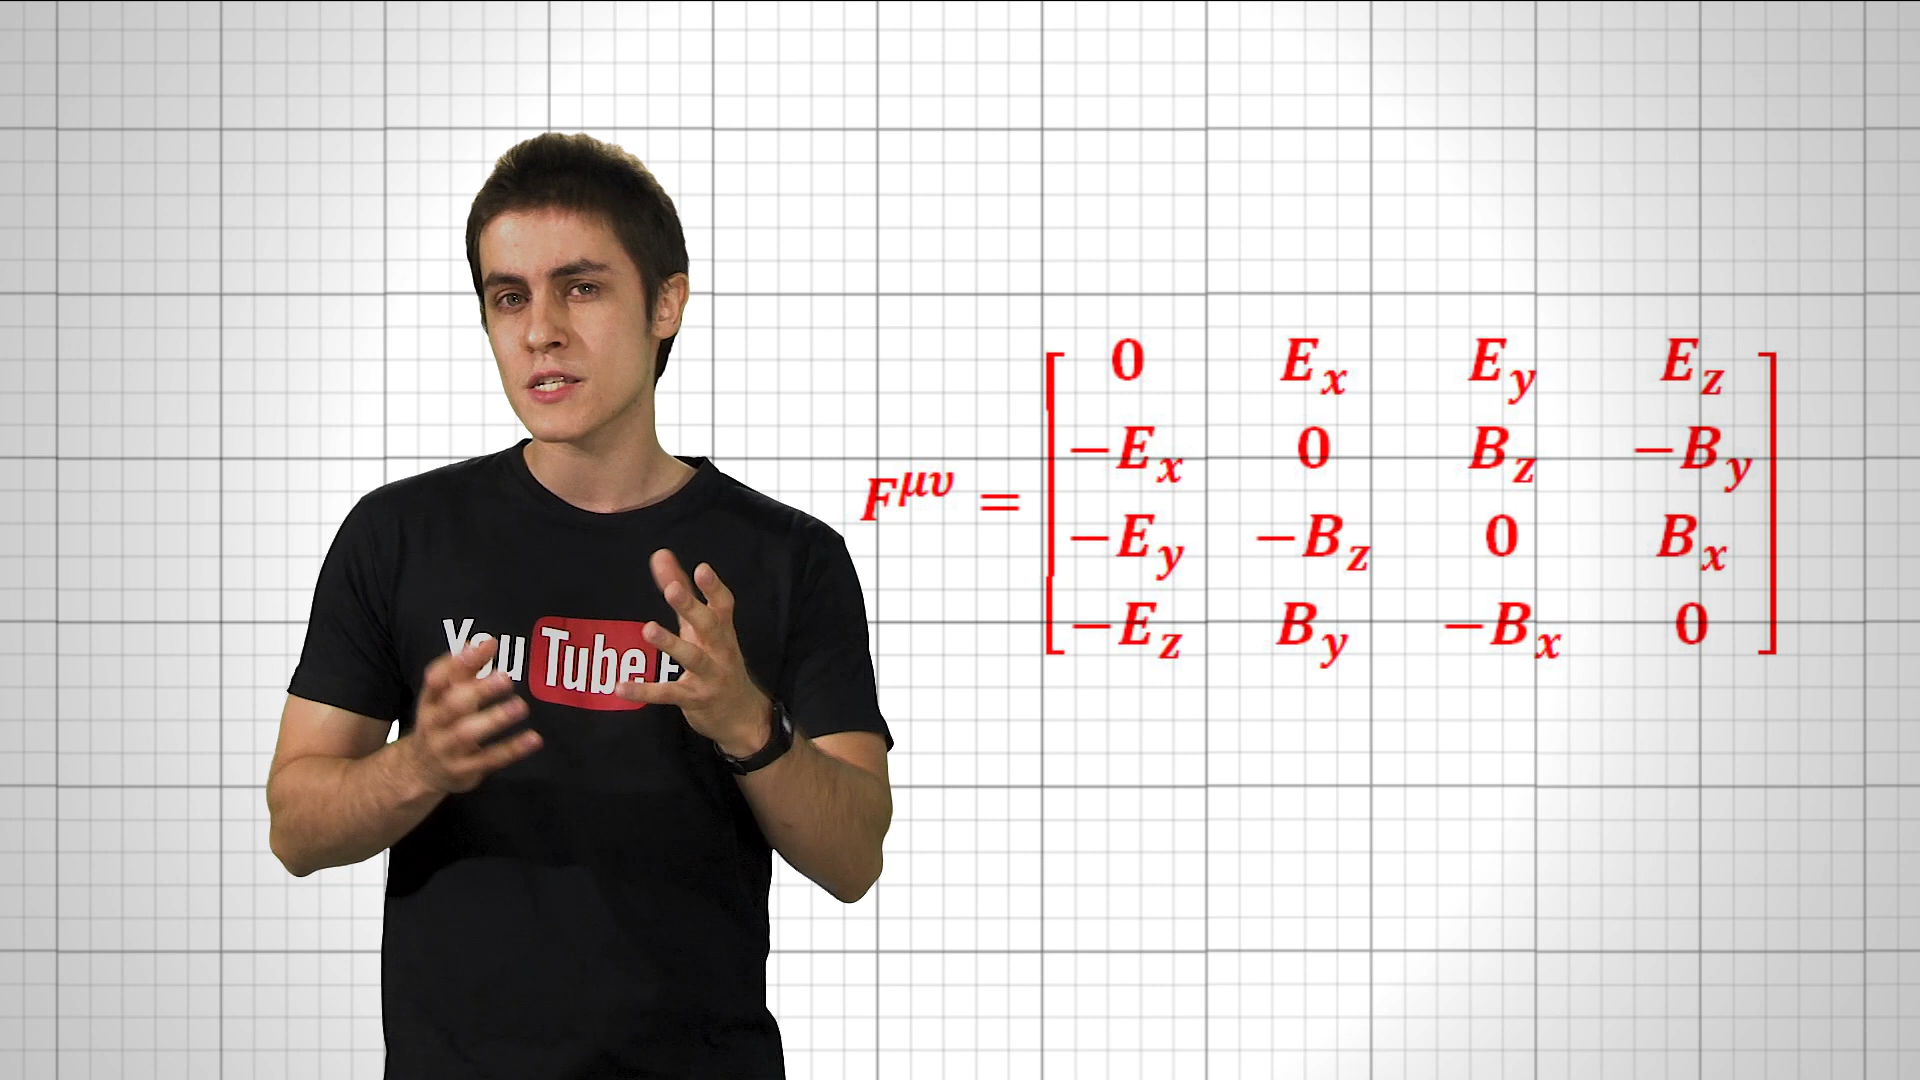 YouTube
F^{μν} = [ 0 E_x E_y E_z
-E_x 0 B_z -B_y
-E_y -B_z 0 B_x
-E_z B_y -B_x 0 ]